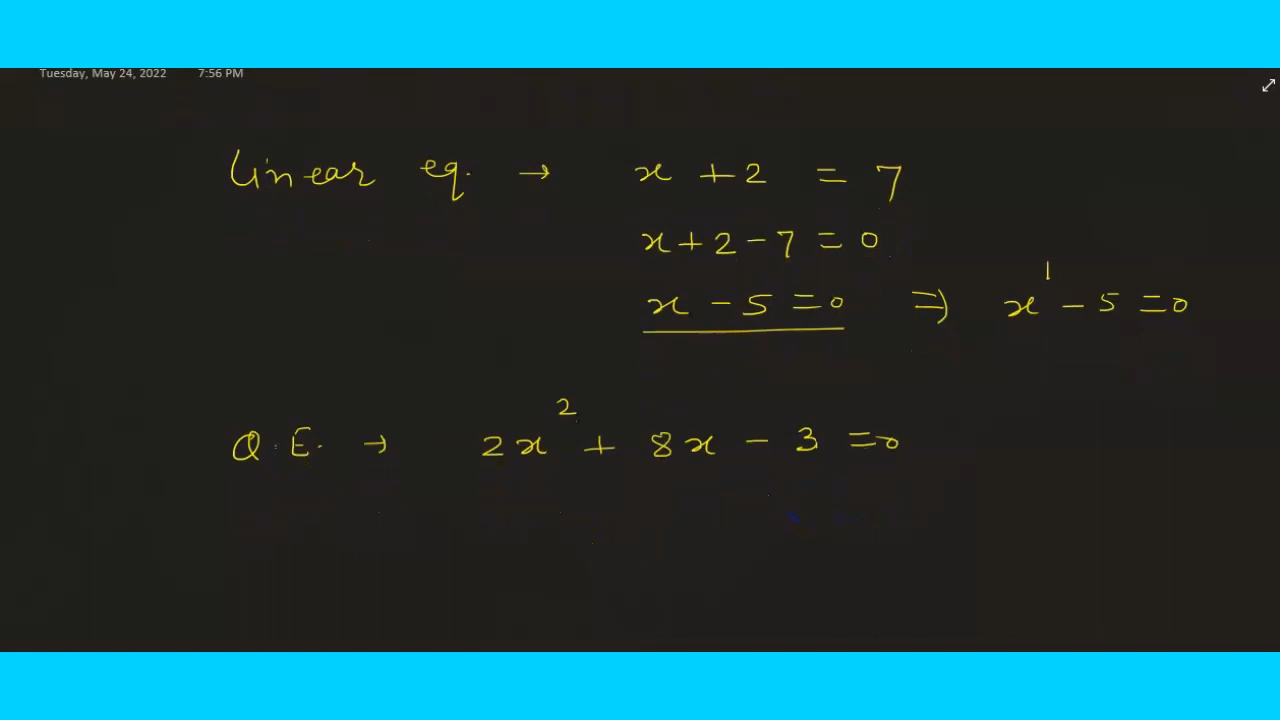 Tuesday, May 24, 2022 7:56 PM
Linear eq. → x + 2 = 7
x + 2 - 7 = 0
x - 5 = 0 ⇒ x¹ - 5 = 0
Q.E. → 2x² + 8x - 3 = 0